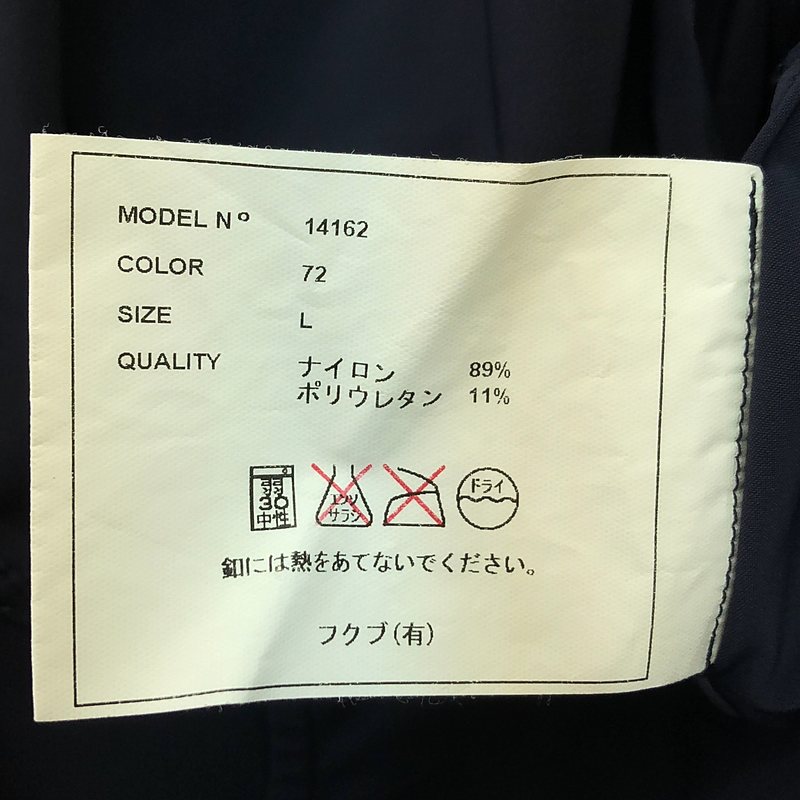 MODEL Nº 14162
COLOR 72
SIZE L
QUALITY ナイロン 89%
ポリウレタン 11%
弱
30
中性
エンソ
サラシ
ドライ
釦には熱をあてないでください。
フクブ(有)